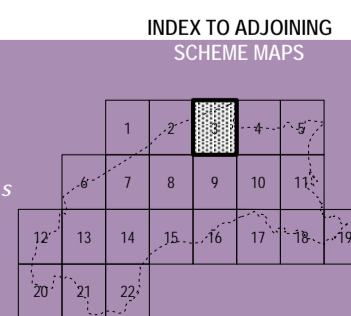 INDEX TO ADJOINING
SCHEME MAPS
1 2 3 4 5
s
6 7 8 9 10 11
12 13 14 15 16 17 18 19
20 21 22